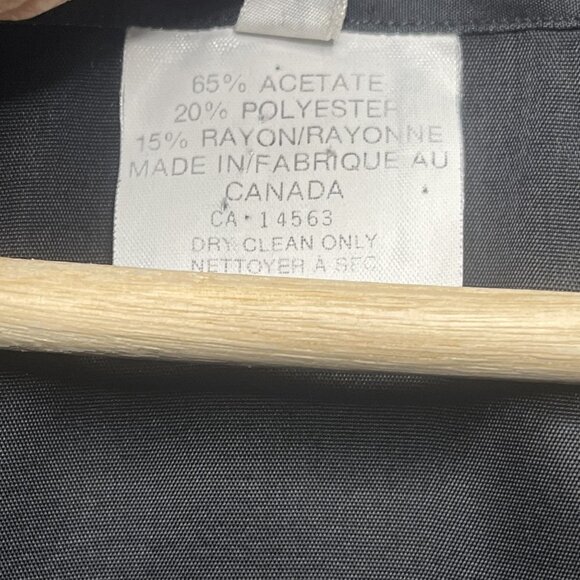 65% ACETATE
20% POLYESTER
15% RAYON/RAYONNE
MADE IN/FABRIQUE AU
CANADA
CA 14563
DRY CLEAN ONLY
NETTOYER À SEC